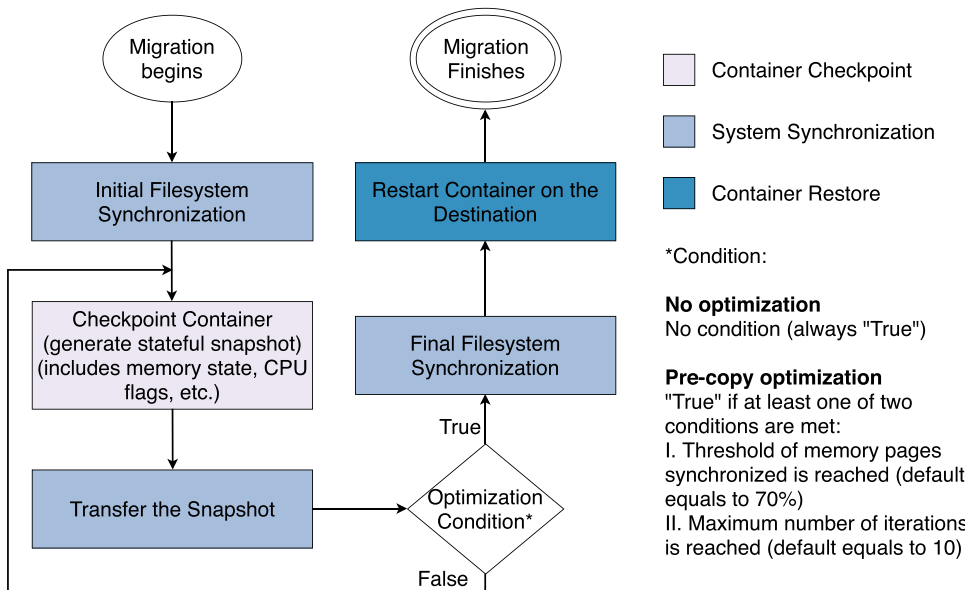 Migration
begins
Initial Filesystem
Synchronization
Checkpoint Container
(generate stateful snapshot)
(includes memory state, CPU
flags, etc.)
Transfer the Snapshot
Optimization
Condition*
True
False
Final Filesystem
Synchronization
Restart Container on the
Destination
Migration
Finishes
Container Checkpoint
System Synchronization
Container Restore
*Condition:
No optimization
No condition (always "True")
Pre-copy optimization
"True" if at least one of two
conditions are met:
I. Threshold of memory pages
synchronized is reached (default
equals to 70%)
II. Maximum number of iterations
is reached (default equals to 10)